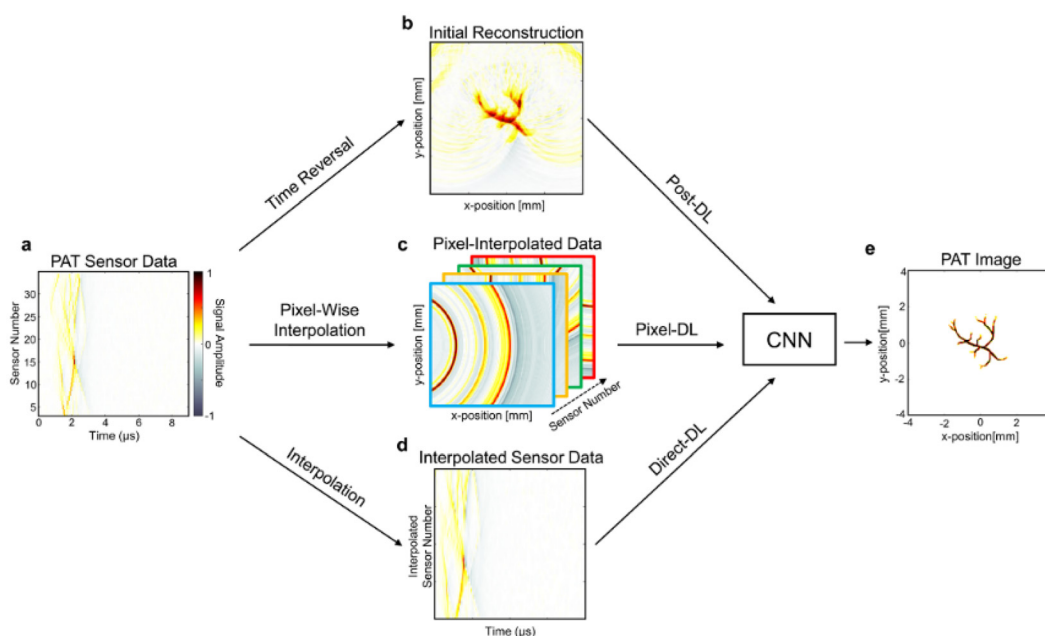 b
Initial Reconstruction
y-position [mm]
x-position [mm]
Time Reversal
Post-DL
a
PAT Sensor Data
Sensor Number
30
25
20
15
10
5
0
2
4
6
8
Time (μs)
1
0
-1
Signal Amplitude
Pixel-Wise
Interpolation
c
Pixel-Interpolated Data
y-position [mm]
x-position [mm]
Sensor Number
Pixel-DL
CNN
e
PAT Image
y-position[mm]
4
2
0
-2
-4
-4
-2
0
2
x-position[mm]
Interpolation
d
Interpolated Sensor Data
Interpolated
Sensor Number
Time (μs)
Direct-DL